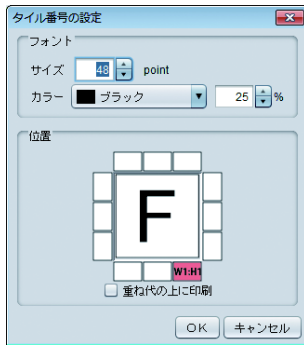 タイル番号の設定
フォント
サイズ 48 point
カラー ブラック 25 %
位置
F
W1:H1
重ね代の上に印刷
OK キャンセル